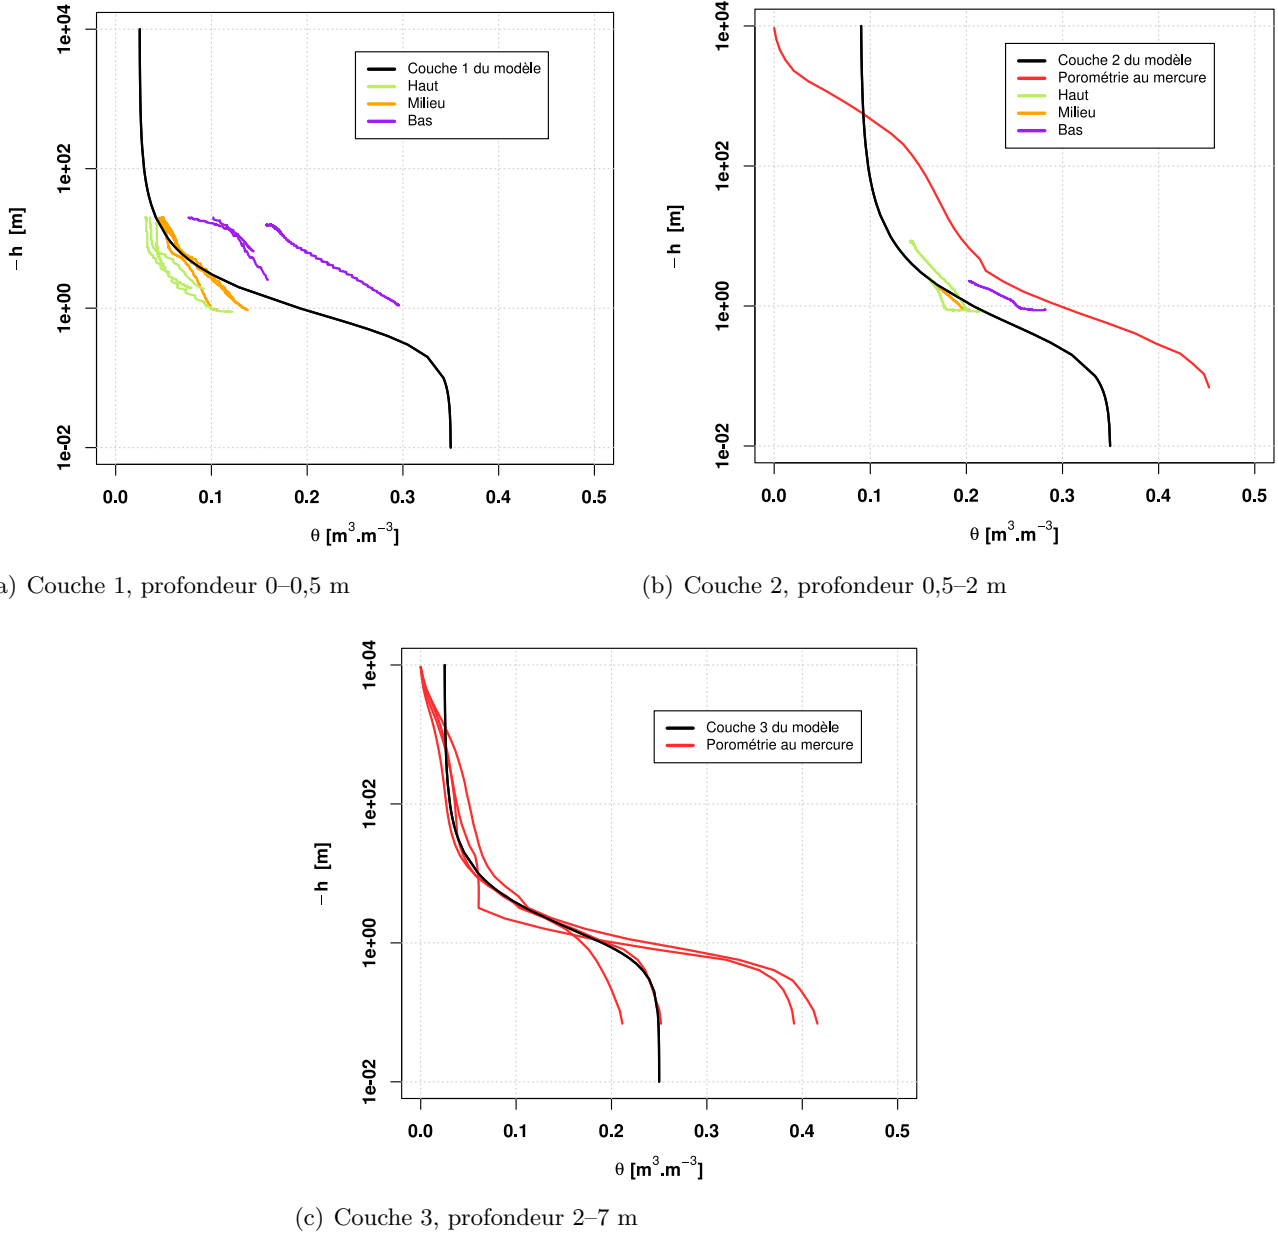 1e+04
1e+02
1e+00
1e-02
− h [m]
Couche 1 du modèle
Haut
Milieu
Bas
0.0 0.1 0.2 0.3 0.4 0.5
θ [m³.m⁻³]
1e+04
1e+02
1e+00
1e-02
− h [m]
Couche 2 du modèle
Porométrie au mercure
Haut
Milieu
Bas
0.0 0.1 0.2 0.3 0.4 0.5
θ [m³.m⁻³]
a) Couche 1, profondeur 0–0,5 m
(b) Couche 2, profondeur 0,5–2 m
1e+04
1e+02
1e+00
1e-02
− h [m]
Couche 3 du modèle
Porométrie au mercure
0.0 0.1 0.2 0.3 0.4 0.5
θ [m³.m⁻³]
(c) Couche 3, profondeur 2–7 m